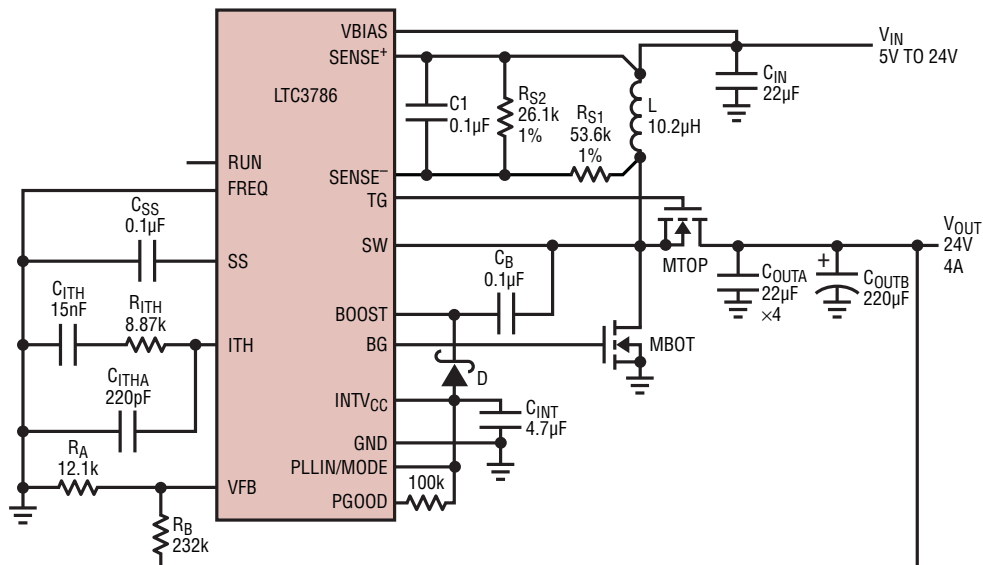 LTC3786
VBIAS
SENSE+
SENSE–
TG
SW
BOOST
BG
INTVCC
GND
PLLIN/MODE
PGOOD
RUN
FREQ
SS
ITH
VFB
CSS
0.1µF
CITH
15nF
RITH
8.87k
CITHA
220pF
RA
12.1k
RB
232k
C1
0.1µF
RS2
26.1k
1%
RS1
53.6k
1%
L
10.2µH
VIN
5V TO 24V
CIN
22µF
MTOP
VOUT
24V
4A
COUTA
22µF
×4
+
COUTB
220µF
CB
0.1µF
MBOT
D
CINT
4.7µF
100k